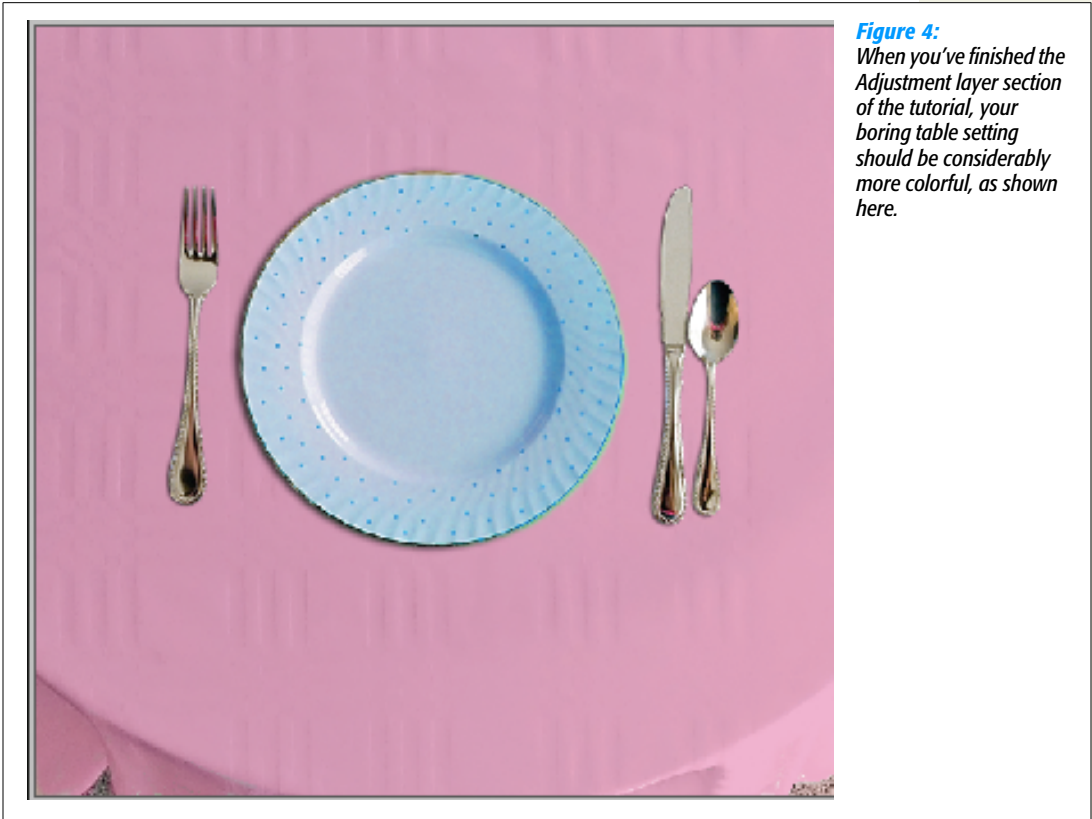 Figure 4:
When you've finished the
Adjustment layer section
of the tutorial, your
boring table setting
should be considerably
more colorful, as shown
here.